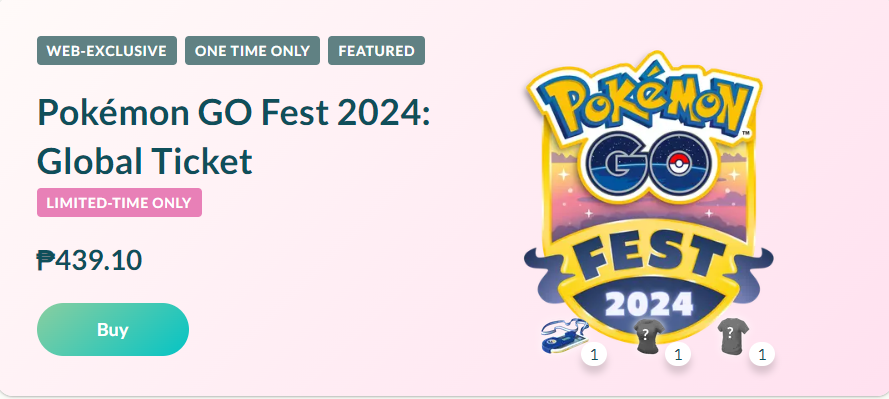 WEB-EXCLUSIVE ONE TIME ONLY FEATURED
Pokémon GO Fest 2024:
Global Ticket
LIMITED-TIME ONLY
₱439.10
Buy
POKéMON
™
GO
FEST
2024
? ?
1 1 1